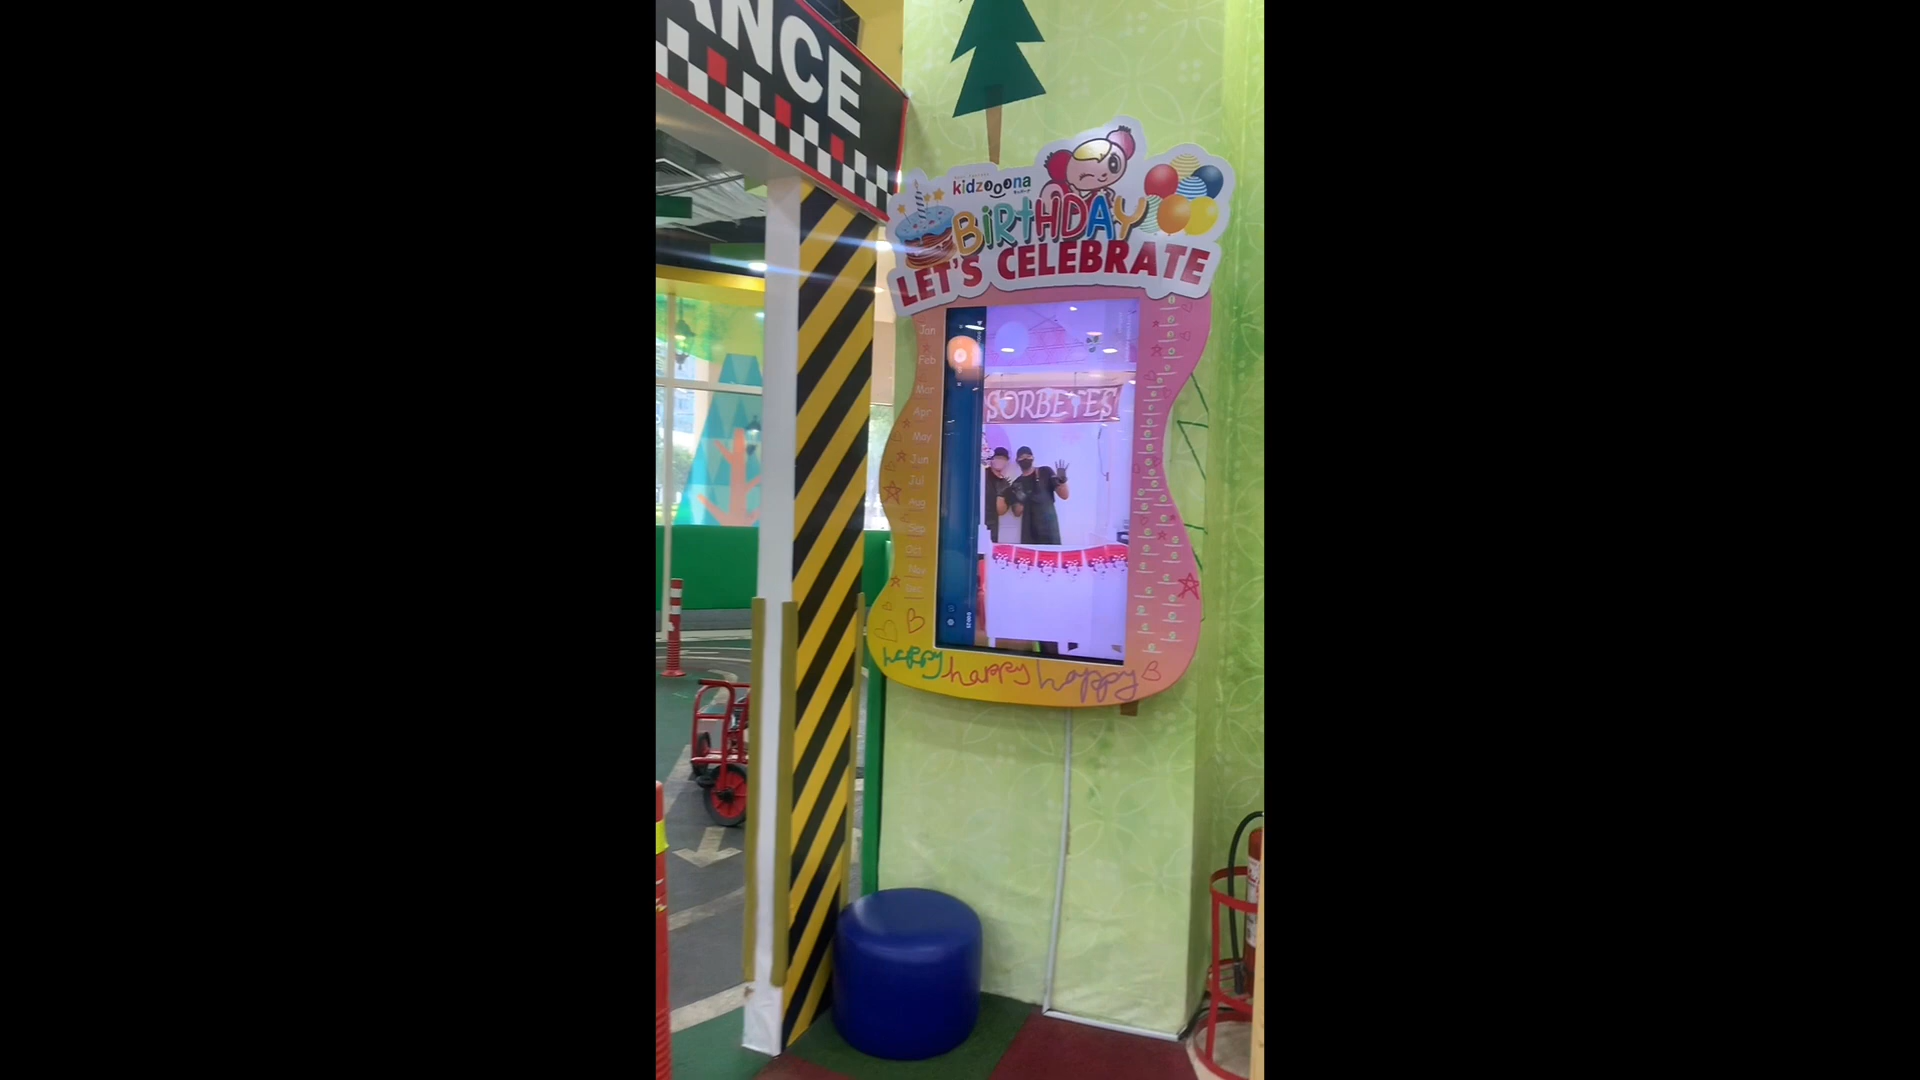 ANCE
kidzooona
BiRtHDAY
LET'S CELEBRATE
Jan
Feb
Mar
Apr
May
Jun
Jul
Aug
Sep
Oct
Nov
Dec
SORBETES
happy happy happy